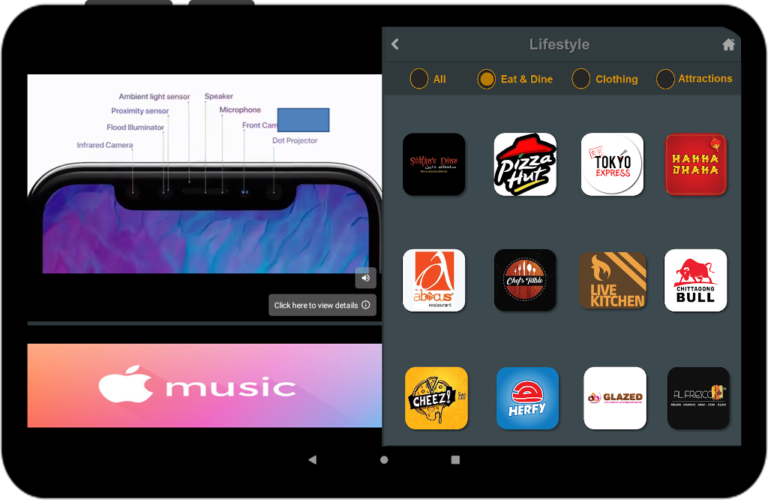 Ambient light sensor
Speaker
Proximity sensor
Microphone
Flood Illuminator
Front Cam
Infrared Camera
Dot Projector
Click here to view details
music
Lifestyle
All
Eat & Dine
Clothing
Attractions
Sultan's Dine
Pizza
Hut
TOKYO
EXPRESS
HAKKA
DHAKA
abacus
restaurant
Chef's Table
LIVE
KITCHEN
CHITTAGONG
BULL
CHEEZ!
HERFY
GLAZED
AL FRESCO